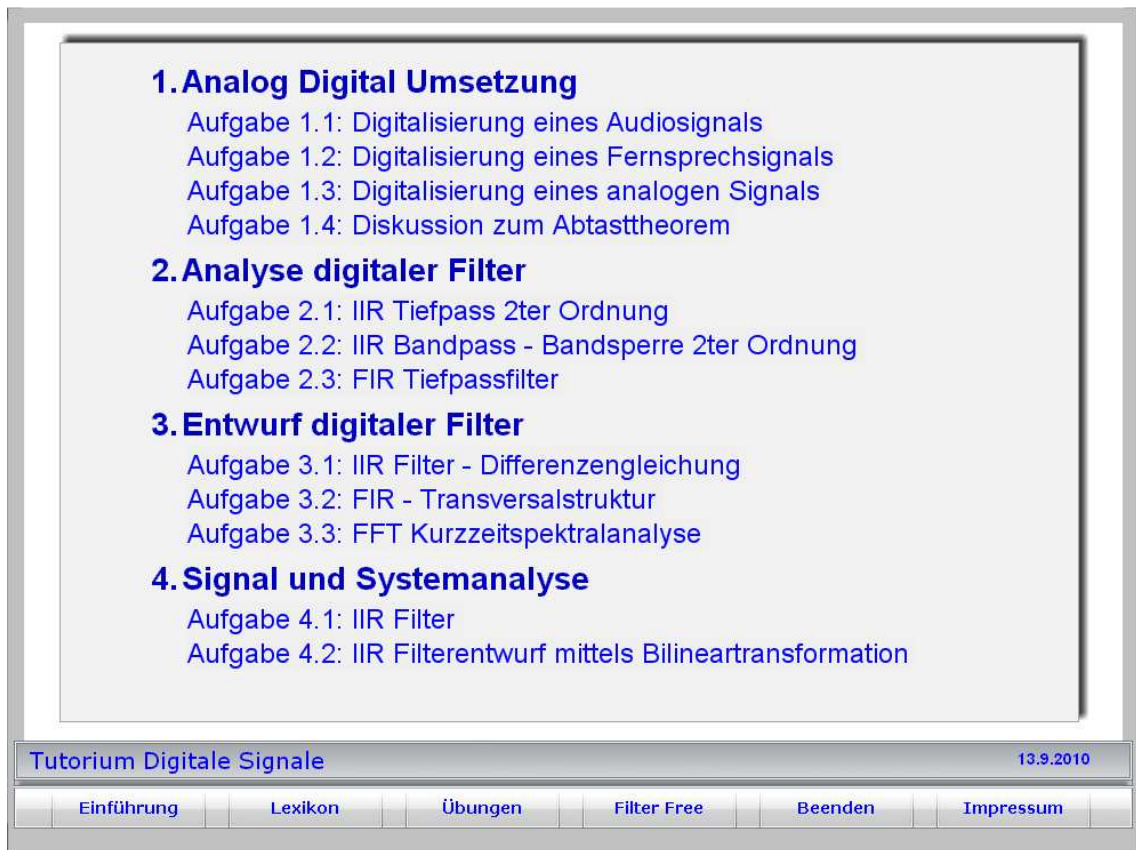 1. Analog Digital Umsetzung
Aufgabe 1.1: Digitalisierung eines Audiosignals
Aufgabe 1.2: Digitalisierung eines Fernsprechsignals
Aufgabe 1.3: Digitalisierung eines analogen Signals
Aufgabe 1.4: Diskussion zum Abtasttheorem
2. Analyse digitaler Filter
Aufgabe 2.1: IIR Tiefpass 2ter Ordnung
Aufgabe 2.2: IIR Bandpass - Bandsperre 2ter Ordnung
Aufgabe 2.3: FIR Tiefpassfilter
3. Entwurf digitaler Filter
Aufgabe 3.1: IIR Filter - Differenzengleichung
Aufgabe 3.2: FIR - Transversalstruktur
Aufgabe 3.3: FFT Kurzzeitspektralanalyse
4. Signal und Systemanalyse
Aufgabe 4.1: IIR Filter
Aufgabe 4.2: IIR Filterentwurf mittels Bilineartransformation
Tutorium Digitale Signale 13.9.2010
Einführung Lexikon Übungen Filter Free Beenden Impressum